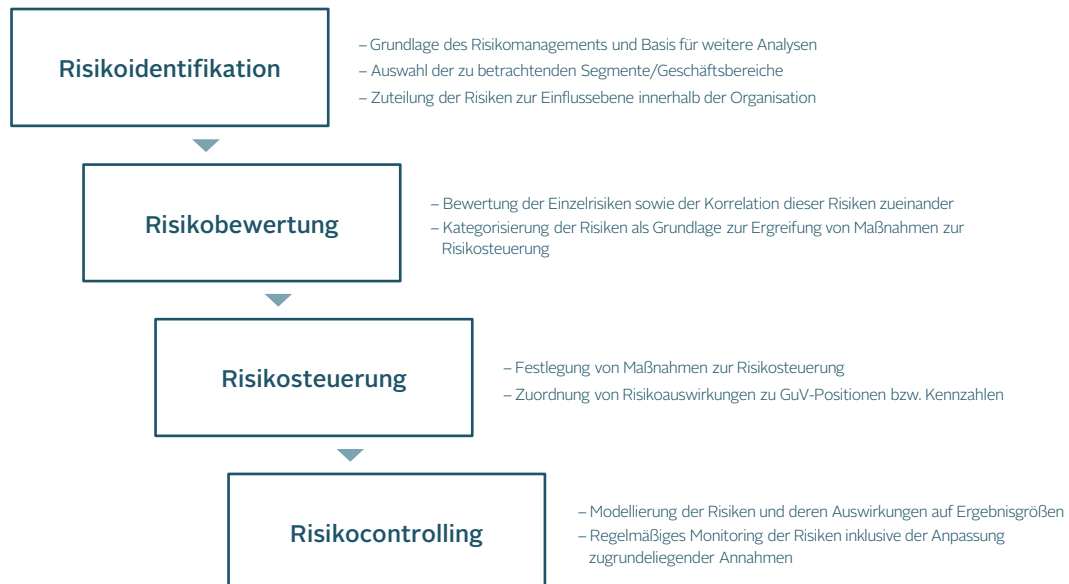 Risikoidentifikation
– Grundlage des Risikomanagements und Basis für weitere Analysen
– Auswahl der zu betrachtenden Segmente/Geschäftsbereiche
– Zuteilung der Risiken zur Einflussebene innerhalb der Organisation
Risikobewertung
– Bewertung der Einzelrisiken sowie der Korrelation dieser Risiken zueinander
– Kategorisierung der Risiken als Grundlage zur Ergreifung von Maßnahmen zur
Risikosteuerung
Risikosteuerung
– Festlegung von Maßnahmen zur Risikosteuerung
– Zuordnung von Risikoauswirkungen zu GuV-Positionen bzw. Kennzahlen
Risikocontrolling
– Modellierung der Risiken und deren Auswirkungen auf Ergebnisgrößen
– Regelmäßiges Monitoring der Risiken inklusive der Anpassung
zugrundeliegender Annahmen